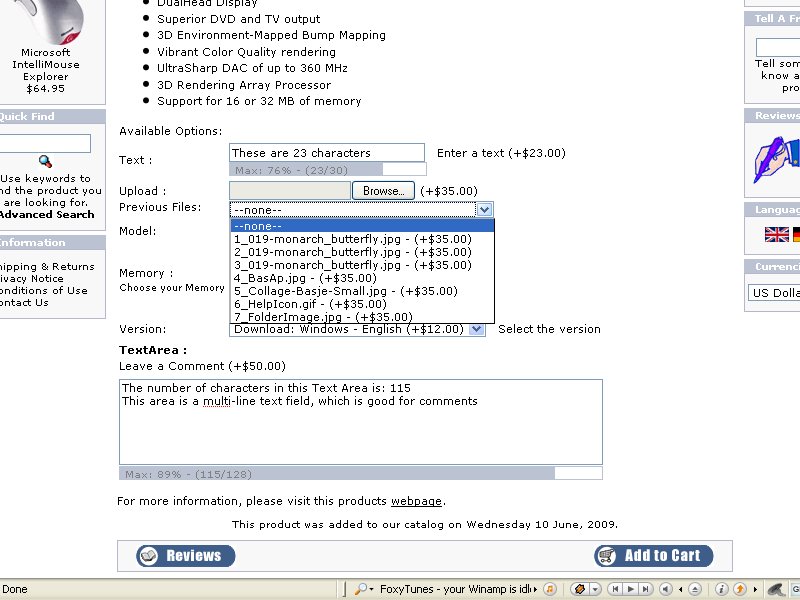 DualHead Display
Superior DVD and TV output
3D Environment-Mapped Bump Mapping
Vibrant Color Quality rendering
UltraSharp DAC of up to 360 MHz
3D Rendering Array Processor
Support for 16 or 32 MB of memory
Microsoft
IntelliMouse
Explorer
$64.95
Quick Find
Use keywords to
nd the product you
are looking for.
Advanced Search
Information
hipping & Returns
ivacy Notice
onditions of Use
ontact Us
Available Options:
Text :
These are 23 characters
Enter a text (+$23.00)
Max: 76% - (23/30)
Upload :
Browse...
(+$35.00)
Previous Files:
--none--
--none--
1_019-monarch_butterfly.jpg - (+$35.00)
2_019-monarch_butterfly.jpg - (+$35.00)
3_019-monarch_butterfly.jpg - (+$35.00)
4_BasAp.jpg - (+$35.00)
5_Collage-Basje-Small.jpg - (+$35.00)
6_HelpIcon.gif - (+$35.00)
7_FolderImage.jpg - (+$35.00)
Model:
Memory :
Choose your Memory
Version:
Download: Windows - English (+$12.00)
Select the version
TextArea :
Leave a Comment (+$50.00)
The number of characters in this Text Area is: 115
This area is a multi-line text field, which is good for comments
Max: 89% - (115/128)
For more information, please visit this products webpage.
This product was added to our catalog on Wednesday 10 June, 2009.
Reviews
Add to Cart
Tell A Fr
Tell som
know a
pro
Reviews
Languag
Currenci
US Dolla
Done
FoxyTunes - your Winamp is idl